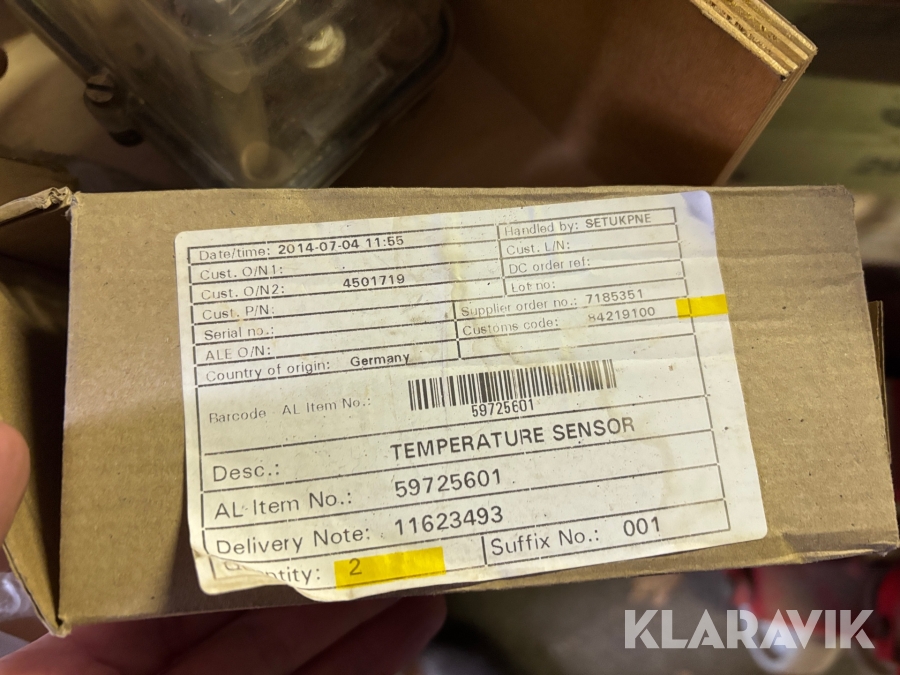 Date/time: 2014-07-04 11:55
Handled by: SETUKPNE
Cust. O/N1:
Cust. L/N:
Cust. O/N2: 4501719
DC order ref:
Cust. P/N:
Lot no:
Serial no.:
Supplier order no.: 7185351
ALE O/N:
Customs code: 84219100
Country of origin: Germany
Barcode - AL Item No.:
59725601
Desc.: TEMPERATURE SENSOR
AL Item No.: 59725601
Delivery Note: 11623493
Quantity: 2
Suffix No.: 001
KLARAVIK